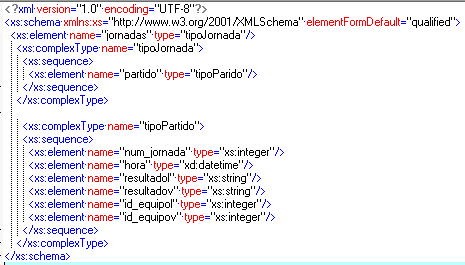 <?xml version="1.0" encoding="UTF-8"?>
<xs:schema xmlns:xs="http://www.w3.org/2001/XMLSchema" elementFormDefault="qualified">
<xs:element name="jornadas" type="tipoJornada"/>
<xs:complexType name="tipoJornada">
<xs:sequence>
<xs:element name="partido" type="tipoParido"/>
</xs:sequence>
</xs:complexType>
<xs:complexType name="tipoPartido">
<xs:sequence>
<xs:element name="num_jornada" type="xs:integer"/>
<xs:element name="hora" type="xd:datetime"/>
<xs:element name="resultadol" type="xs:string"/>
<xs:element name="resultadov" type="xs:string"/>
<xs:element name="id_equipol" type="xs:integer"/>
<xs:element name="id_equipov" type="xs:integer"/>
</xs:sequence>
</xs:complexType>
</xs:schema>